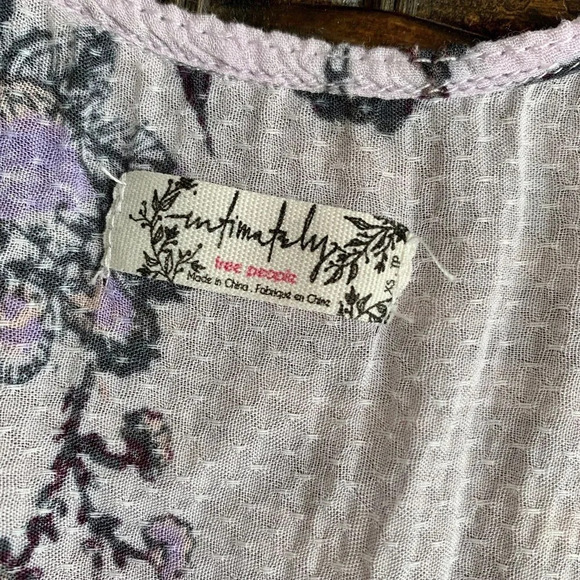 intimately
free people
Made in China . Fabriqué en Chine
XS TP